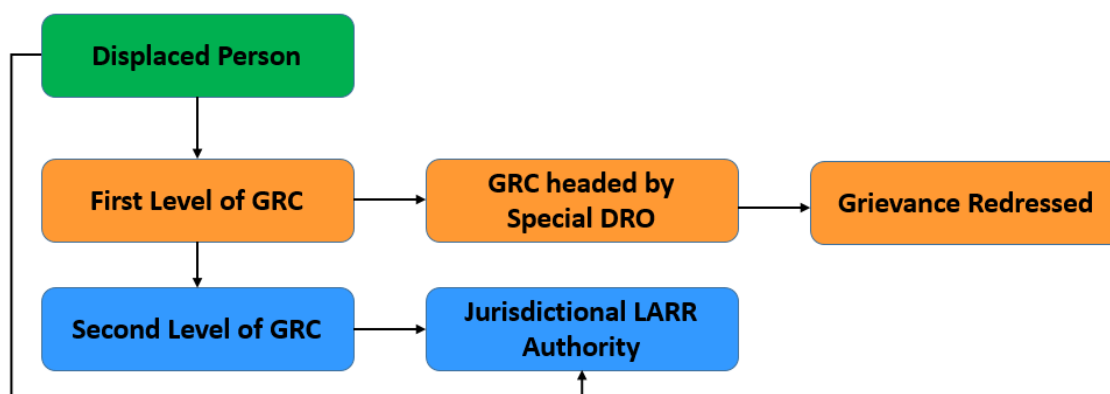 Displaced Person
First Level of GRC
GRC headed by
Special DRO
Grievance Redressed
Second Level of GRC
Jurisdictional LARR
Authority